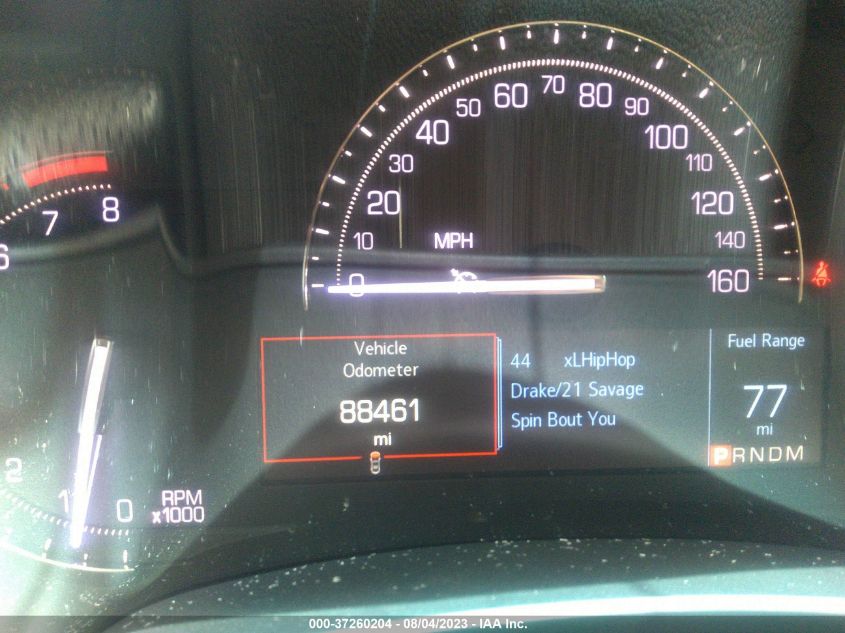 60 70 80
50 90
40 100
30 110
20 120
10 MPH 140
0 160
6 7 8
Vehicle
Odometer
88461
mi
44 xLHipHop
Drake/21 Savage
Spin Bout You
Fuel Range
77
mi
PRNDM
2
1 0
RPM
x1000
000-37260204 - 08/04/2023 - IAA Inc.